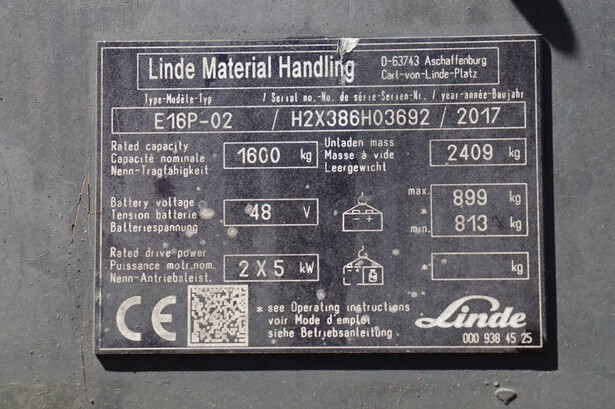 Linde Material Handling
D-63743 Aschaffenburg
Carl-von-Linde-Platz
Type-Modèle-Typ / Serial no.-No. de série-Serien-Nr. / year-année-Baujahr
E16P-02 / H2X386H03692 / 2017
Rated capacity
Capacité nominale
Nenn-Tragfähigkeit
1600 kg
Unladen mass
Masse à vide
Leergewicht
2409 kg
Battery voltage
Tension batterie
Batteriespannung
48 V
max. 899 kg
*
min. 813 kg
Rated drive power
Puissance motr.nom.
Nenn-Antriebsleist.
2 X 5 kW
* kg
CE
* see Operating instructions
voir Mode d'emploi
siehe Betriebsanleitung.
Linde
000 938 45 25